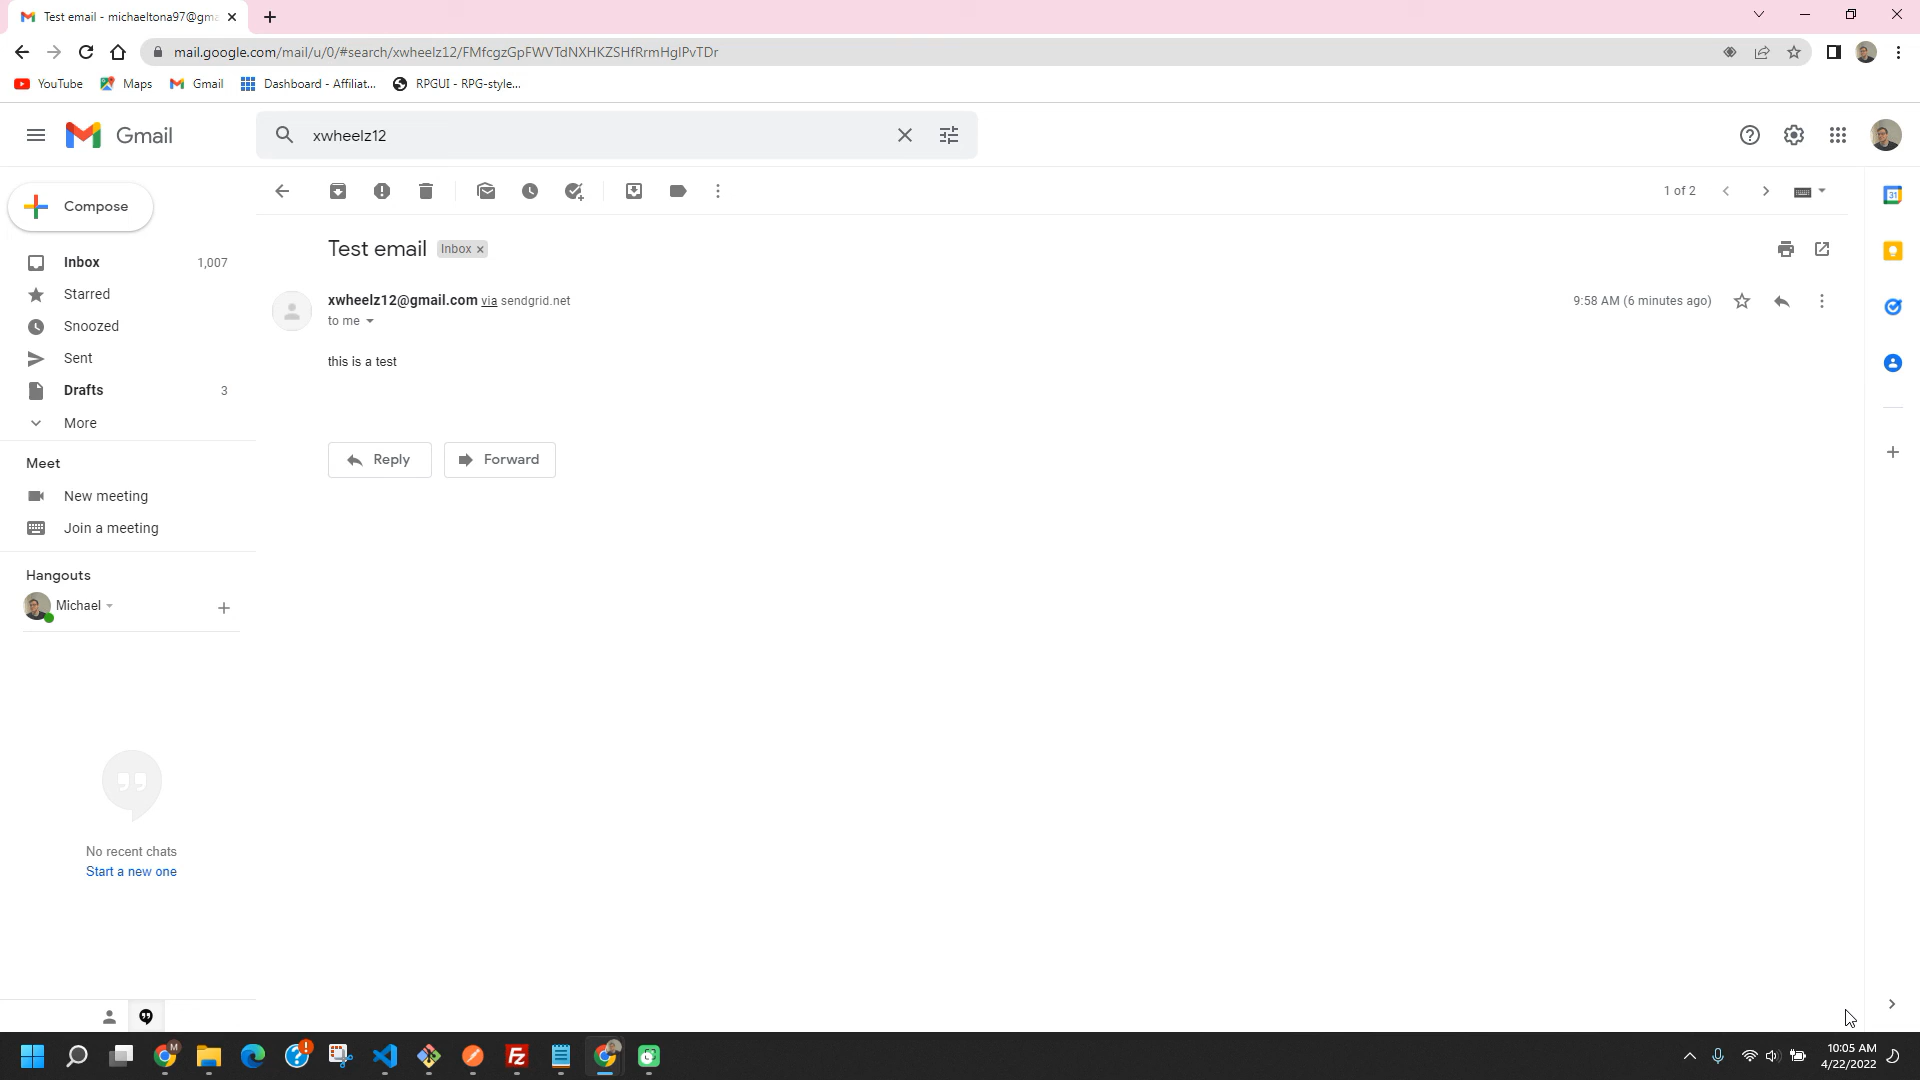 Test email - michaeltona97@gma
mail.google.com/mail/u/0/#search/xwheelz12/FMfcgzGpFWVTdNXHKZSHfRrmHglPvTDr
YouTube Maps Gmail Dashboard - Affiliat... RPGUI - RPG-style...
Gmail
xwheelz12
Compose
1 of 2
31
Test email Inbox x
Inbox 1,007
Starred
Snoozed
Sent
Drafts 3
More
xwheelz12@gmail.com via sendgrid.net
9:58 AM (6 minutes ago)
to me
this is a test
Reply Forward
Meet
New meeting
Join a meeting
Hangouts
Michael
No recent chats
Start a new one
M
Fz
10:05 AM
4/22/2022